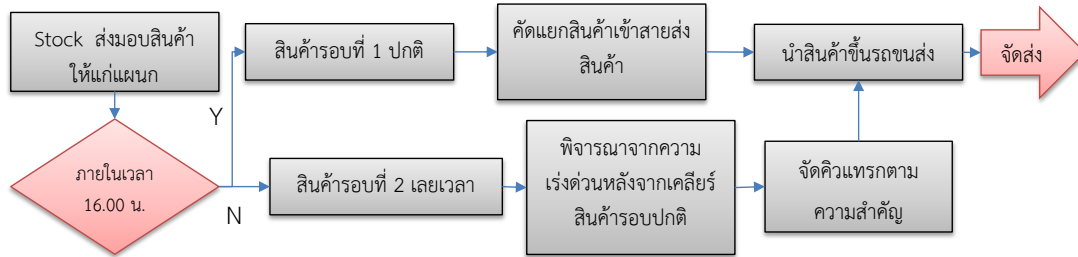 Stock ส่งมอบสินค้า
ให้แก่แผนก
สินค้ารอบที่ 1 ปกติ
คัดแยกสินค้าเข้าสายส่ง
สินค้า
นำสินค้าขึ้นรถขนส่ง
จัดส่ง
Y
ภายในเวลา
16.00 น.
N
สินค้ารอบที่ 2 เลยเวลา
พิจารณาจากความ
เร่งด่วนหลังจากเคลียร์
สินค้ารอบปกติ
จัดคิวแทรกตาม
ความสำคัญ